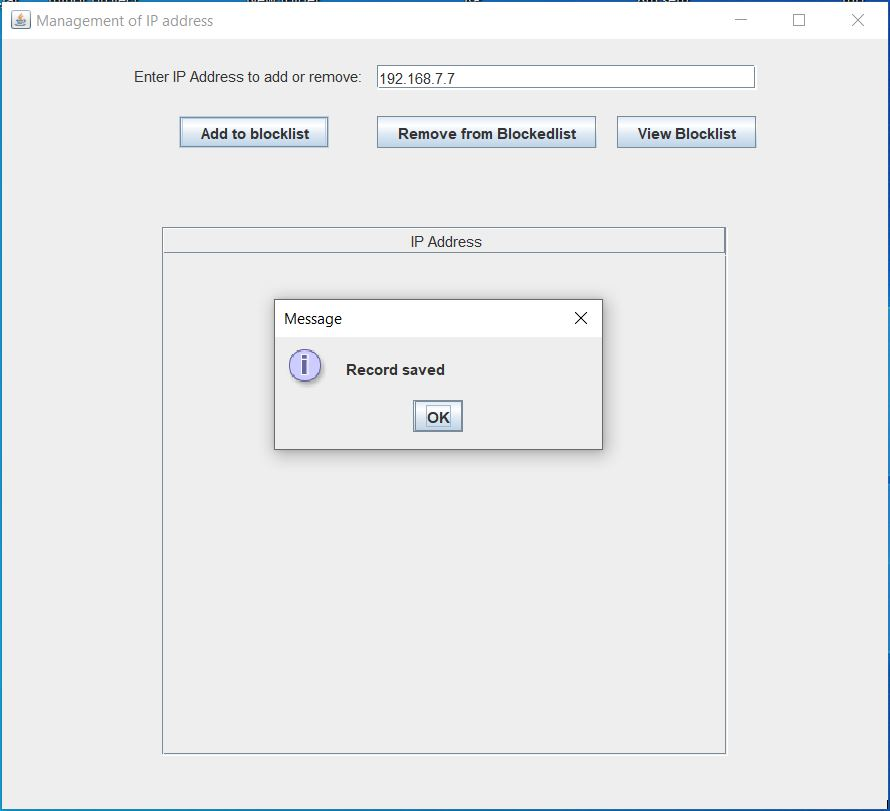 Management of IP address
Enter IP Address to add or remove: 192.168.7.7
Add to blocklist Remove from Blockedlist View Blocklist
IP Address
Message
i
Record saved
OK